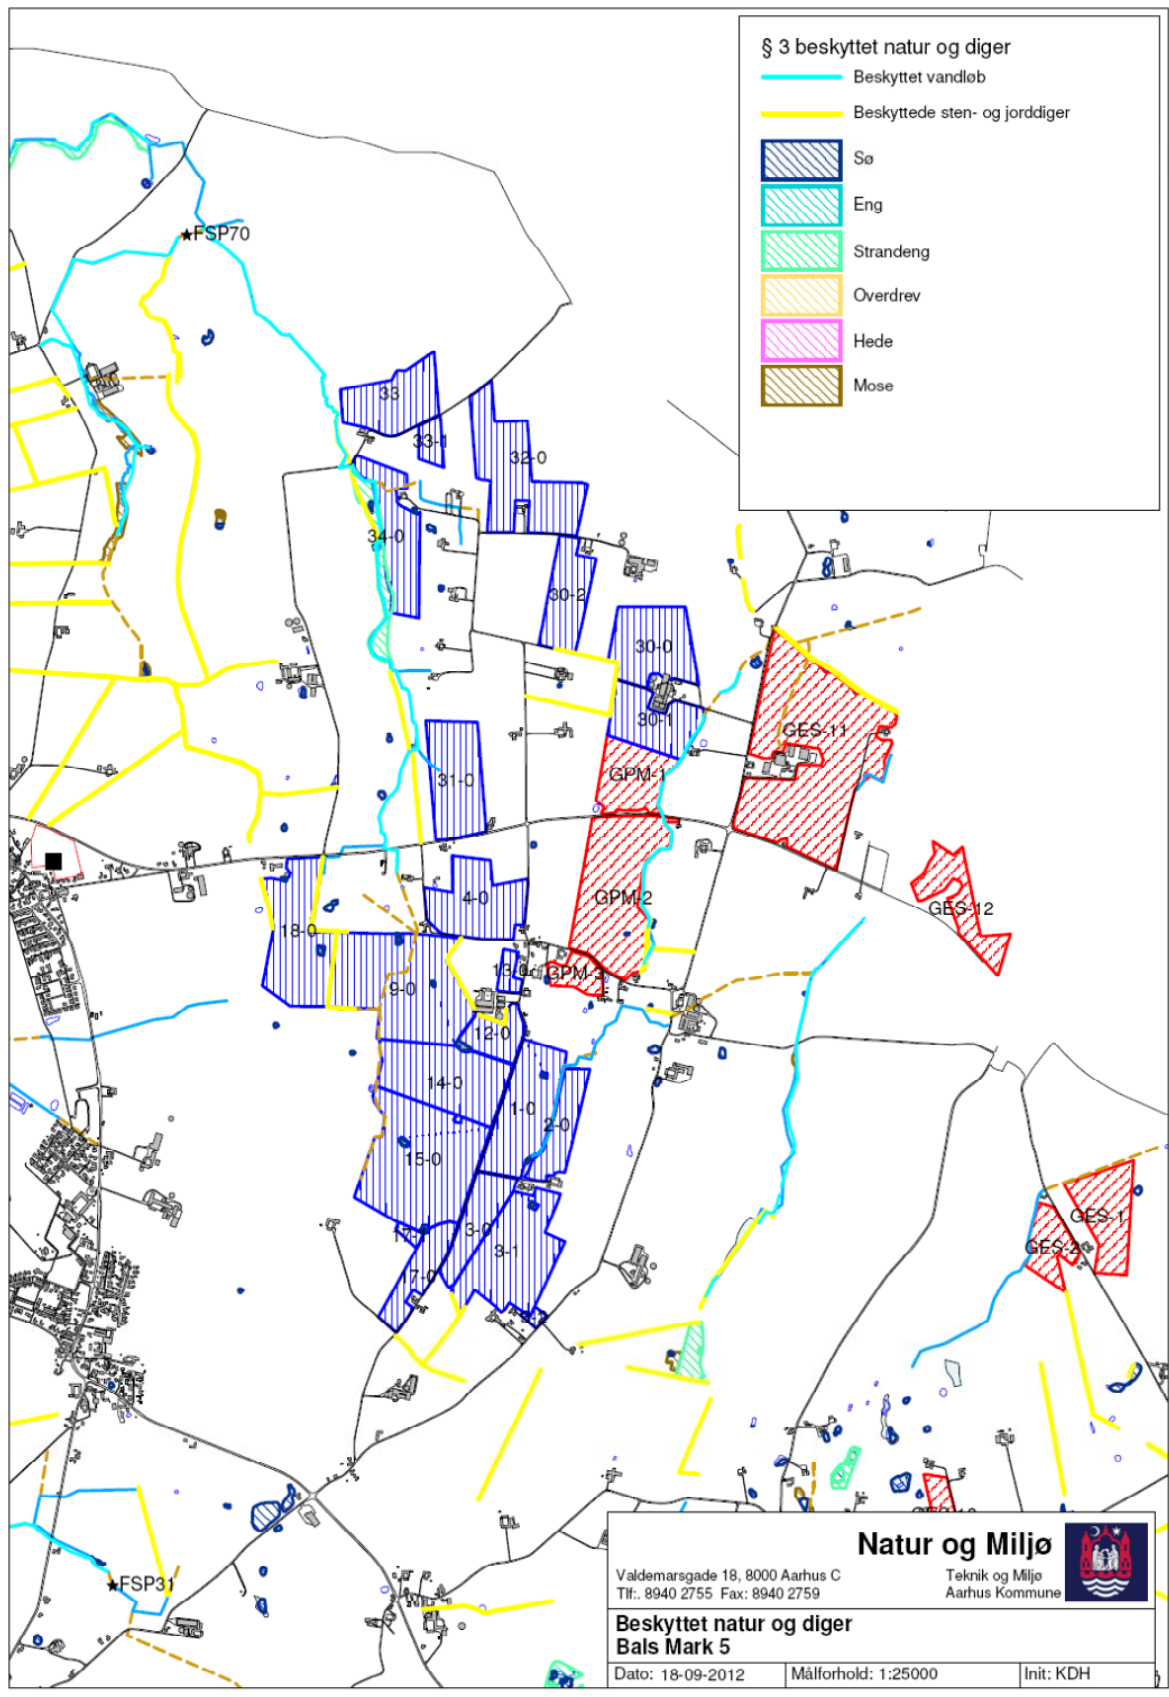 § 3 beskyttet natur og diger
Beskyttet vandløb
Beskyttede sten- og jorddiger
Sø
Eng
Strandeng
Overdrev
Hede
Mose
FSP70
33
33-1
32-0
34-0
30-2
30-0
30-1
GES-11
GPM-1
31-0
GPM-2
4-0
GES-12
18-0
13-0
GPM-3
9-0
12-0
14-0
1-0
2-0
15-0
GES-1
17-1
3-0
GES-2
3-1
17-0
3-2
FSP31
Natur og Miljø
Valdemarsgade 18, 8000 Aarhus C
Teknik og Miljø
Tlf:. 8940 2755 Fax: 8940 2759
Aarhus Kommune
Beskyttet natur og diger
Bals Mark 5
Dato: 18-09-2012
Målforhold: 1:25000
Init: KDH